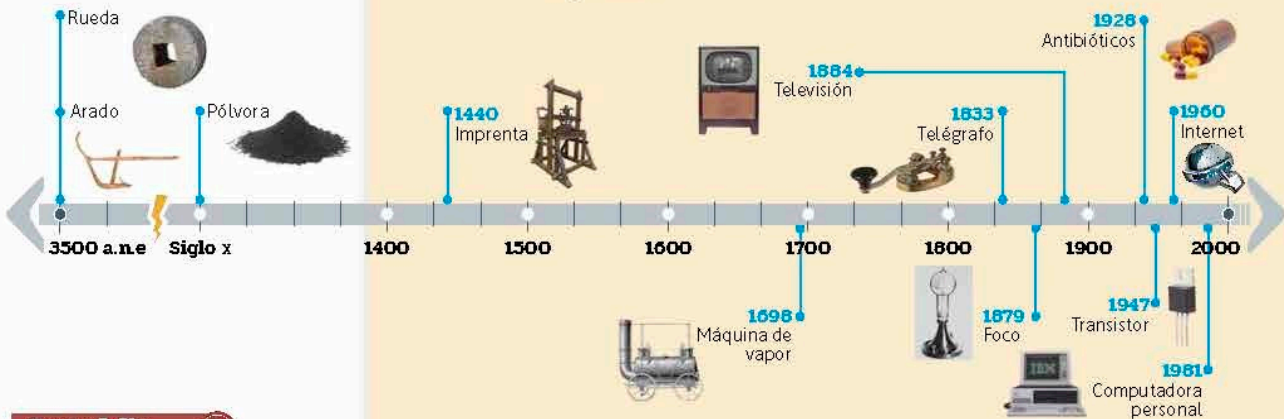 Rueda
Arado
Pólvora
1440
Imprenta
1884
Televisión
1833
Telégrafo
1928
Antibióticos
1960
Internet
3500 a.n.e
Siglo x
1400
1500
1600
1700
1800
1900
2000
1698
Máquina de
vapor
1879
Foco
1947
Transistor
1981
Computadora
personal
IBM